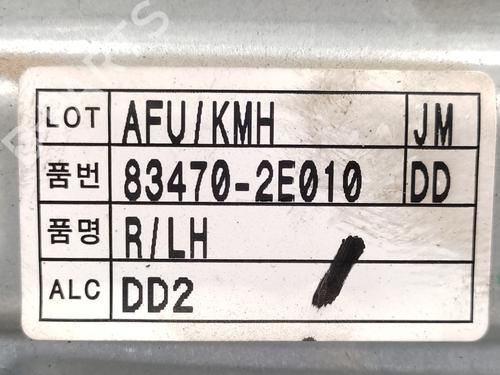 LOT AFU/KMH JM
품번 83470-2E010 DD
품명 R/LH
ALC DD2